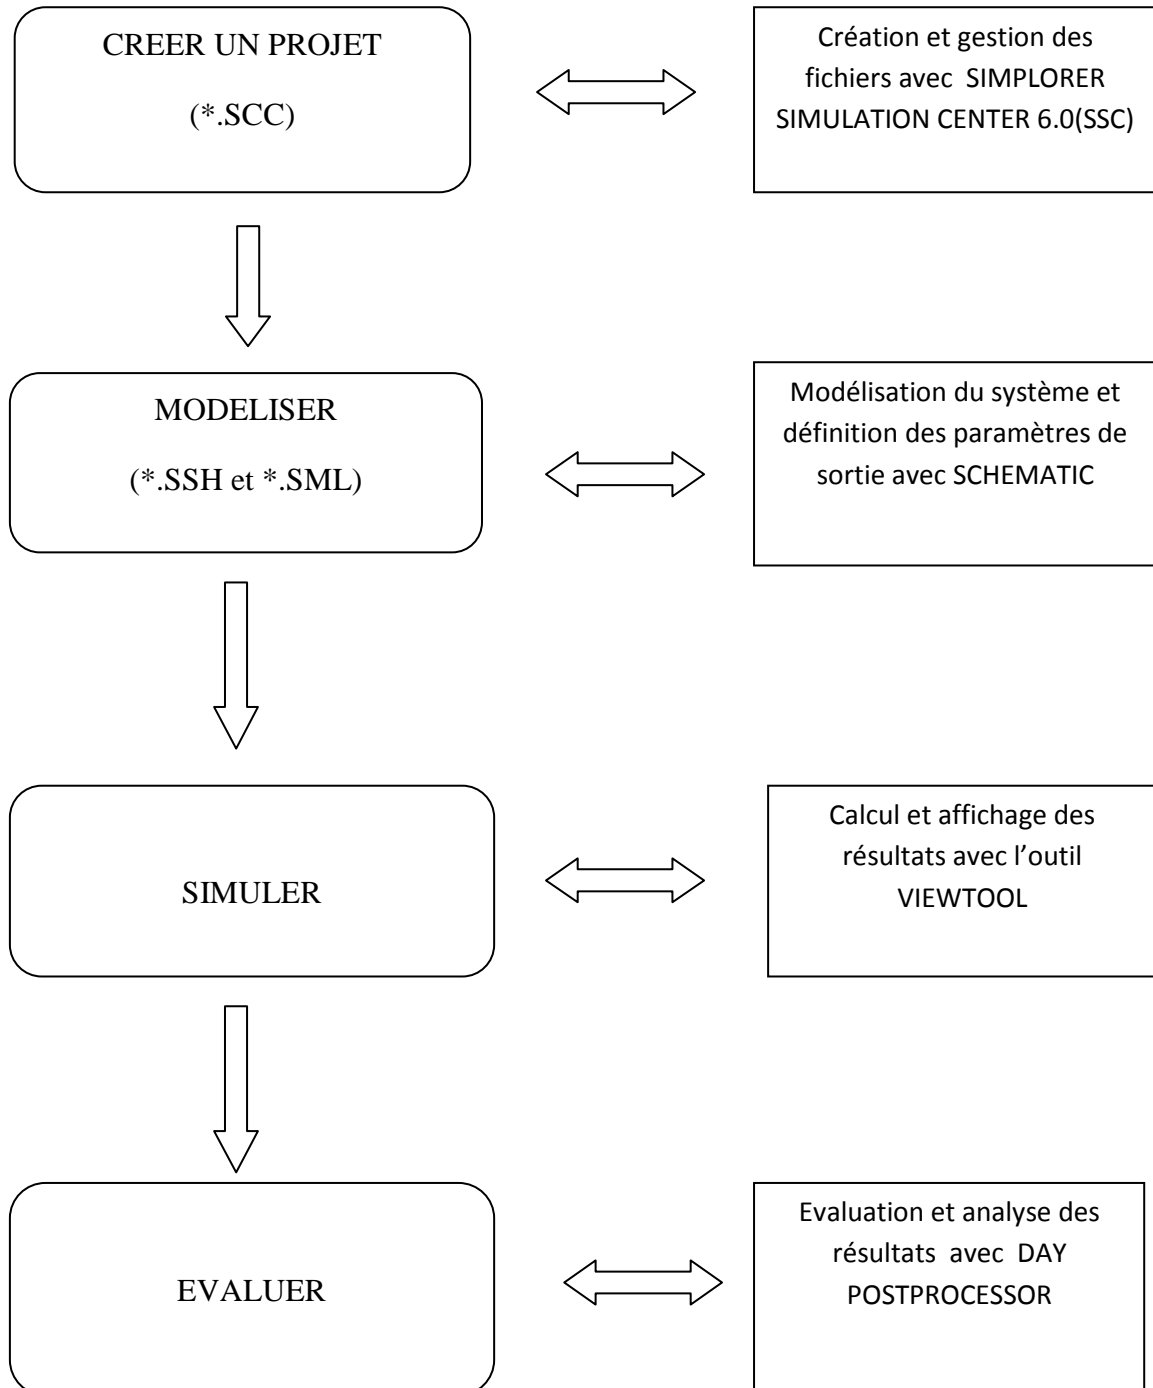 CREER UN PROJET
(*.SCC)
Création et gestion des
fichiers avec SIMPLORER
SIMULATION CENTER 6.0(SSC)
MODELISER
(*.SSH et *.SML)
Modélisation du système et
définition des paramètres de
sortie avec SCHEMATIC
SIMULER
Calcul et affichage des
résultats avec l’outil
VIEWTOOL
EVALUER
Evaluation et analyse des
résultats avec DAY
POSTPROCESSOR